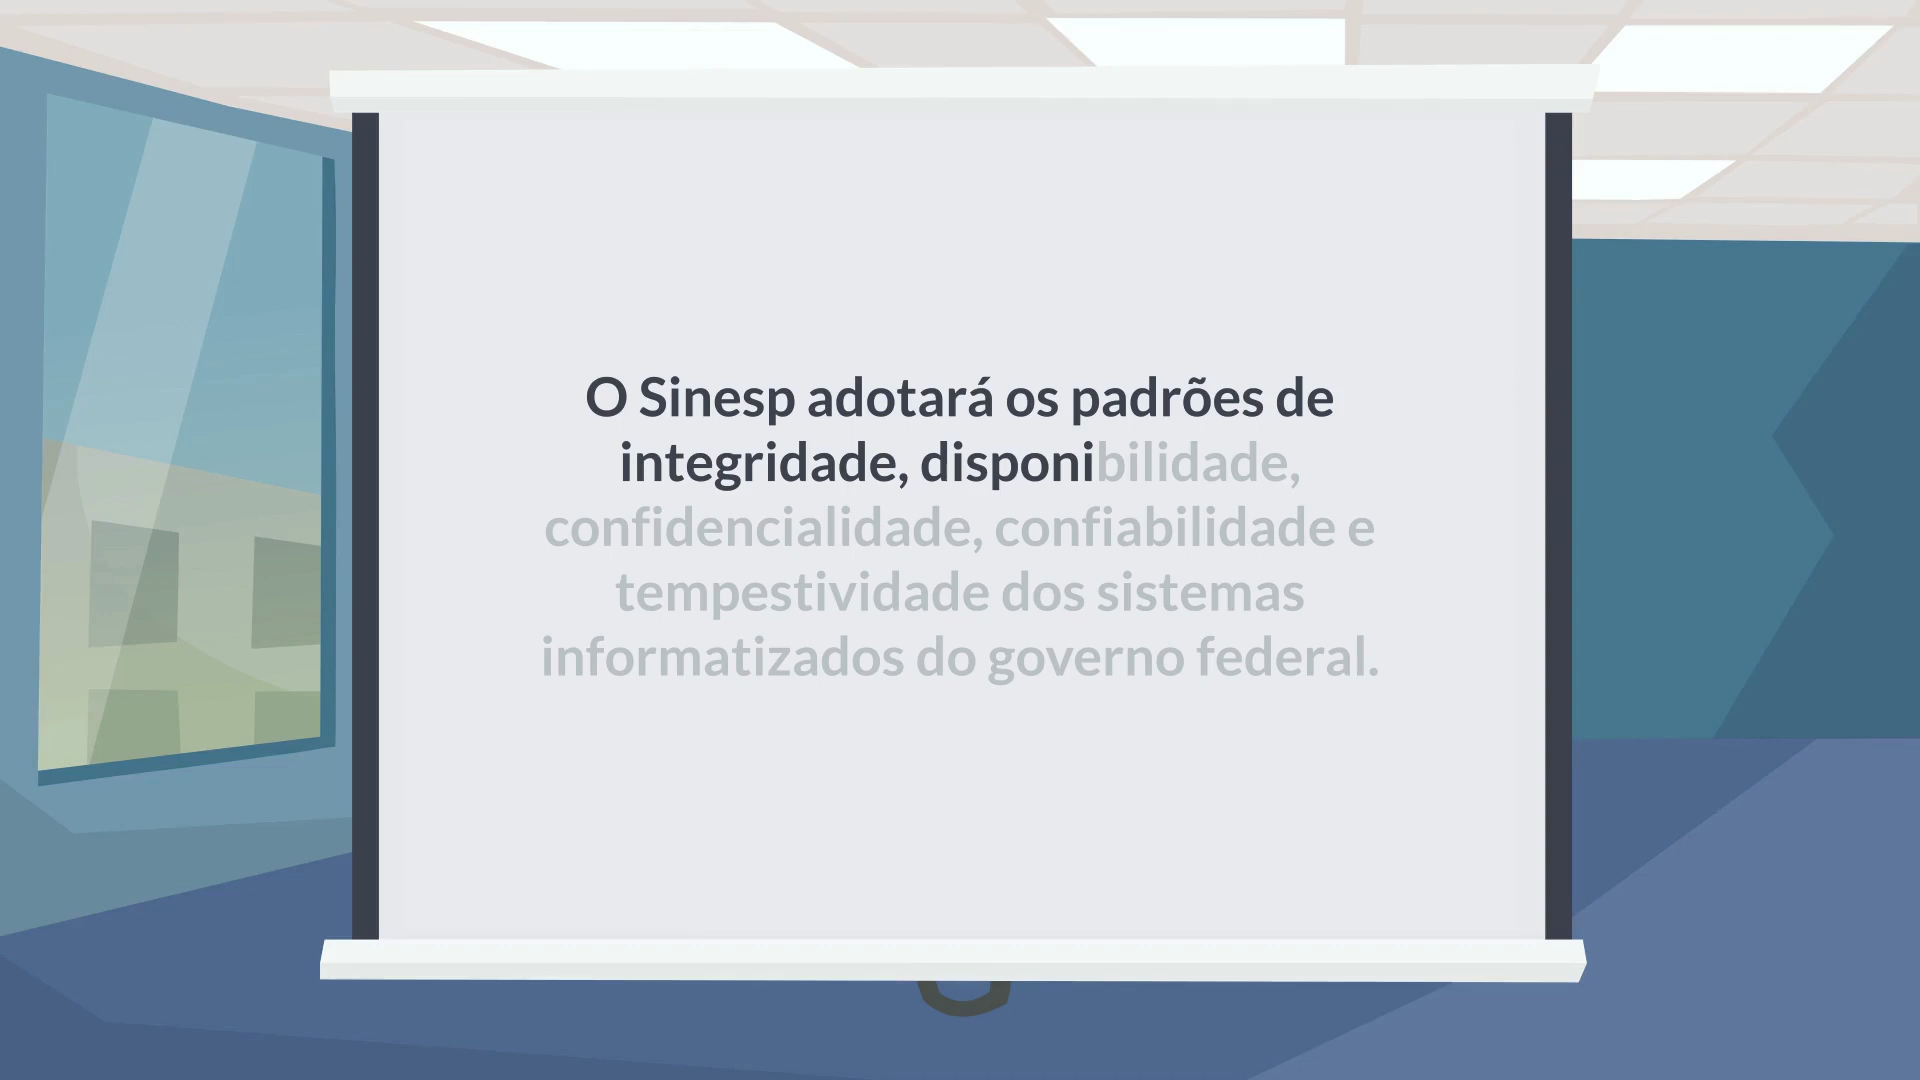 O Sinesp adotará os padrões de
integridade, disponibilidade,
confidencialidade, confiabilidade e
tempestividade dos sistemas
informatizados do governo federal.